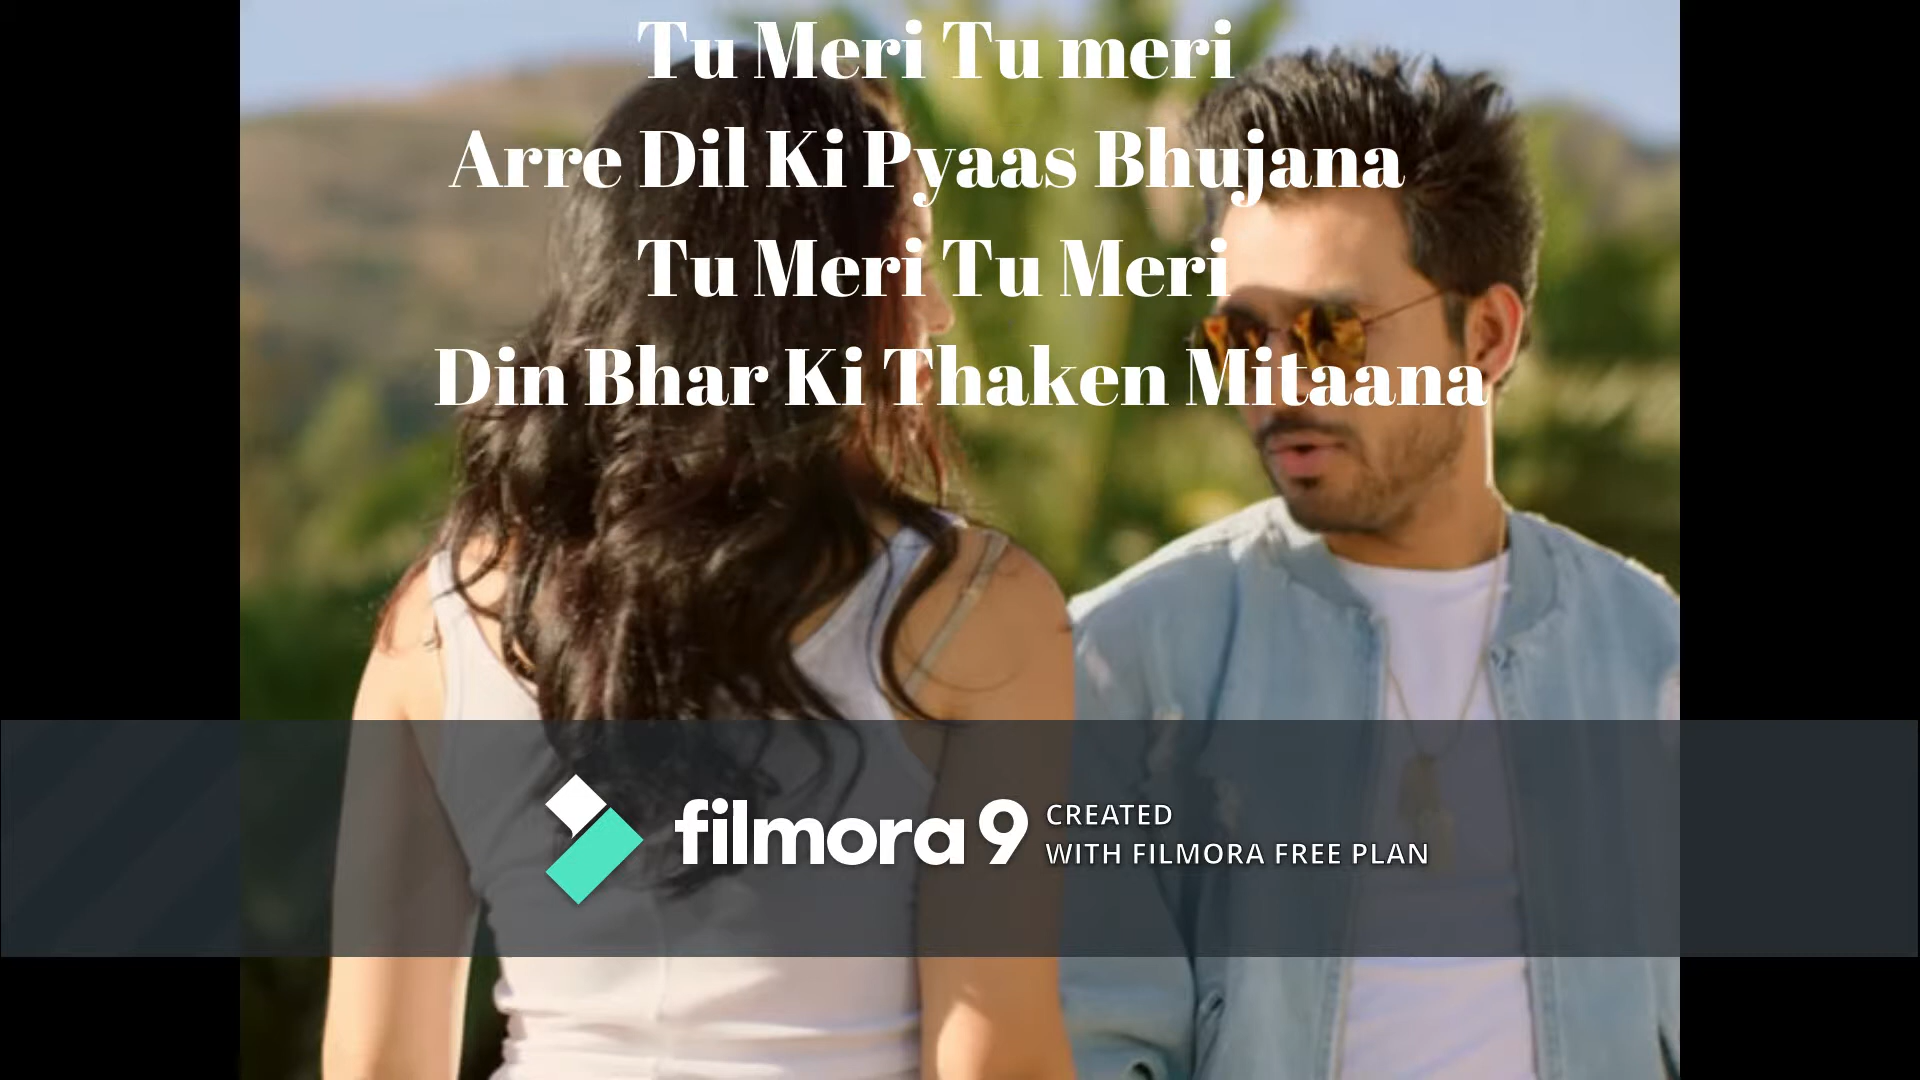 Tu Meri Tu meri
Arre Dil Ki Pyaas Bhujana
Tu Meri Tu Meri
Din Bhar Ki Thaken Mitaana
filmora 9 CREATED
WITH FILMORA FREE PLAN